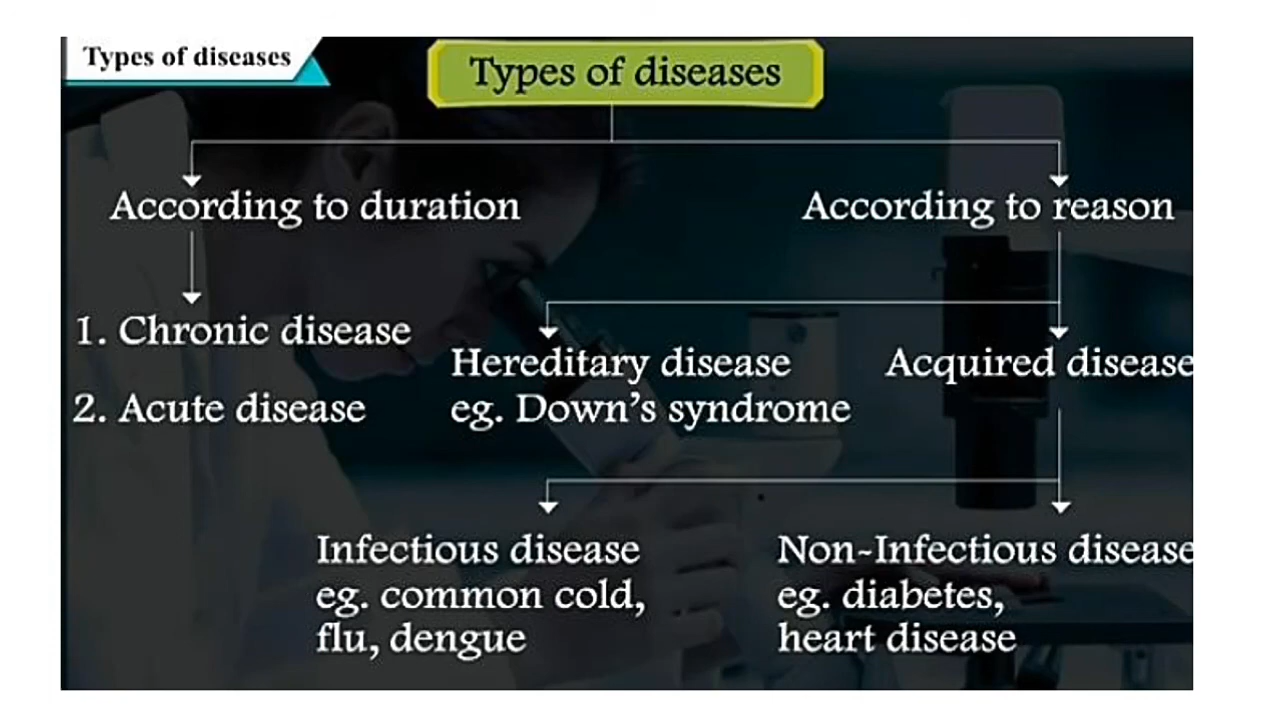 Types of diseases
Types of diseases
According to duration
According to reason
1. Chronic disease
2. Acute disease
Hereditary disease
eg. Down’s syndrome
Acquired disease
Infectious disease
eg. common cold,
flu, dengue
Non-Infectious disease
eg. diabetes,
heart disease